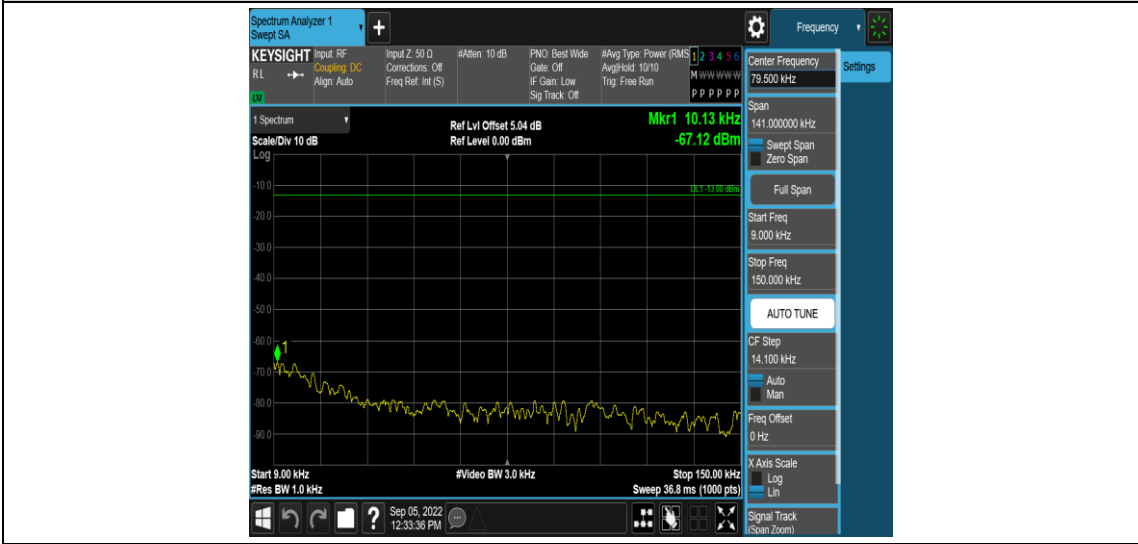 Spectrum Analyzer 1
Swept SA
+
Frequency
KEYSIGHT
RL
Input: RF
Coupling: DC
Align: Auto
Input Z: 50 Ω
Corrections: Off
Freq Ref: Int (S)
#Atten: 10 dB
PNO: Best Wide
Gate: Off
IF Gain: Low
Sig Track: Off
#Avg Type: Power (RMS
Avg|Hold: 10/10
Trig: Free Run
1 2 3 4 5 6
M W W W W W
P P P P P P
1 Spectrum
Scale/Div 10 dB
Log
Ref Lvl Offset 5.04 dB
Ref Level 0.00 dBm
Mkr1 10.13 kHz
-67.12 dBm
DL1 -13.00 dBm
-10.0
-20.0
-30.0
-40.0
-50.0
-60.0
1
-70.0
-80.0
-90.0
Start 9.00 kHz
#Res BW 1.0 kHz
#Video BW 3.0 kHz
Stop 150.00 kHz
Sweep 36.8 ms (1000 pts)
?
Sep 05, 2022
12:33:36 PM
Center Frequency
79.500 kHz
Settings
Span
141.000000 kHz
Swept Span
Zero Span
Full Span
Start Freq
9.000 kHz
Stop Freq
150.000 kHz
AUTO TUNE
CF Step
14.100 kHz
Auto
Man
Freq Offset
0 Hz
X Axis Scale
Log
Lin
Signal Track
(Span Zoom)